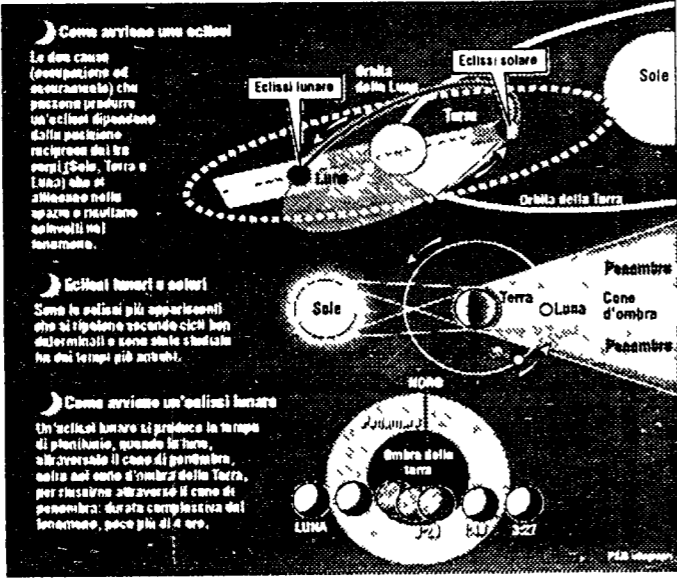 Come avviene una eclissi
Le due cause
(occupazione ed
oscuramento) che
possono produrre
un'eclissi dipendono
dalla posizione
reciproca dei tre
corpi (Sole, Terra e
Luna) che si
allineano nello
spazio e risultano
coinvolti nel
fenomeno.
Eclissi lunare
Orbita
della Luna
Eclissi solare
Sole
Terra
Luna
Orbita della Terra
Eclissi lunari e solari
Sono le eclissi più appariscenti
che si ripetono secondo cicli ben
determinati e sono state studiate
fin dai tempi più antichi.
Sole
Terra
Luna
Penombra
Cono
d'ombra
Penombra
Come avviene un'eclissi lunare
Un'eclissi lunare si produce in tempo
di plenilunio, quando la luna,
attraversato il cono di penombra,
entra nel cono d'ombra della Terra,
per riuscirne attraverso il cono di
penombra: durata complessiva del
fenomeno, poco più di 4 ore.
NORD
Penombra
Ombra della
terra
LUNA
3:27
P&G Infograph